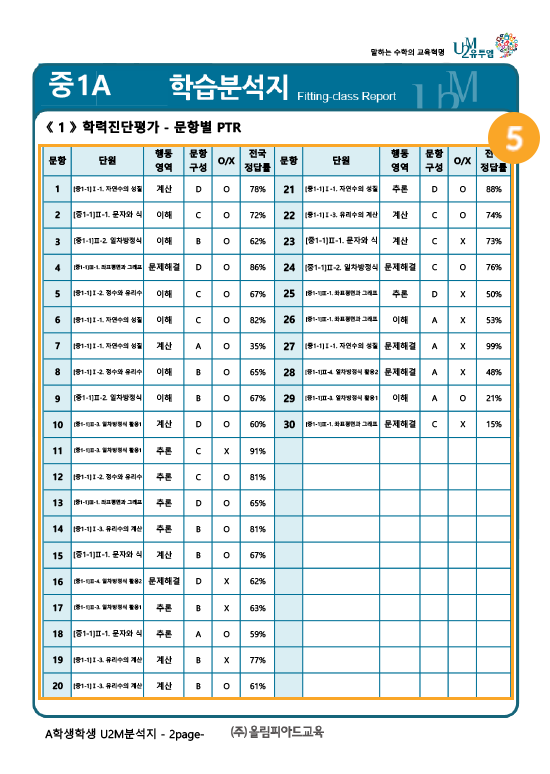 말하는 수학의 교육혁명 U2M 유투엠
중1A 학습분석지 Fitting-class Report
《 1 》 학력진단평가 - 문항별 PTR
5
문항 단원 행동영역 문항구성 O/X 전국정답률 문항 단원 행동영역 문항구성 O/X 정답률
1 [중1-1]Ⅰ-1. 자연수의 성질 계산 D O 78% 21 [중1-1]Ⅰ-1. 자연수의 성질 추론 D O 88%
2 [중1-1]Ⅱ-1. 문자와 식 이해 C O 72% 22 [중1-1]Ⅰ-3. 유리수의 계산 계산 C O 74%
3 [중1-1]Ⅱ-2. 일차방정식 이해 B O 62% 23 [중1-1]Ⅱ-1. 문자와 식 계산 C X 73%
4 [중1-1]Ⅲ-1. 좌표평면과 그래프 문제해결 D O 86% 24 [중1-1]Ⅱ-2. 일차방정식 문제해결 C O 76%
5 [중1-1]Ⅰ-2. 정수와 유리수 이해 C O 67% 25 [중1-1]Ⅲ-1. 좌표평면과 그래프 추론 D X 50%
6 [중1-1]Ⅰ-1. 자연수의 성질 이해 C O 82% 26 [중1-1]Ⅲ-1. 좌표평면과 그래프 이해 A X 53%
7 [중1-1]Ⅰ-1. 자연수의 성질 계산 A O 35% 27 [중1-1]Ⅰ-1. 자연수의 성질 문제해결 A X 99%
8 [중1-1]Ⅰ-2. 정수와 유리수 이해 B O 65% 28 [중1-1]Ⅱ-4. 일차방정식 활용2 문제해결 A X 48%
9 [중1-1]Ⅱ-2. 일차방정식 이해 B O 67% 29 [중1-1]Ⅱ-3. 일차방정식 활용1 이해 A O 21%
10 [중1-1]Ⅱ-3. 일차방정식 활용1 계산 D O 60% 30 [중1-1]Ⅲ-1. 좌표평면과 그래프 문제해결 C X 15%
11 [중1-1]Ⅱ-3. 일차방정식 활용1 추론 C X 91%
12 [중1-1]Ⅰ-2. 정수와 유리수 추론 C O 81%
13 [중1-1]Ⅲ-1. 좌표평면과 그래프 추론 D O 65%
14 [중1-1]Ⅰ-3. 유리수의 계산 추론 B O 81%
15 [중1-1]Ⅱ-1. 문자와 식 계산 B O 67%
16 [중1-1]Ⅱ-4. 일차방정식 활용2 문제해결 D X 62%
17 [중1-1]Ⅱ-3. 일차방정식 활용1 추론 B X 63%
18 [중1-1]Ⅱ-1. 문자와 식 추론 A O 59%
19 [중1-1]Ⅰ-3. 유리수의 계산 계산 B X 77%
20 [중1-1]Ⅰ-3. 유리수의 계산 계산 B O 61%
A학생학생 U2M분석지 - 2page- (주)올림피아드교육